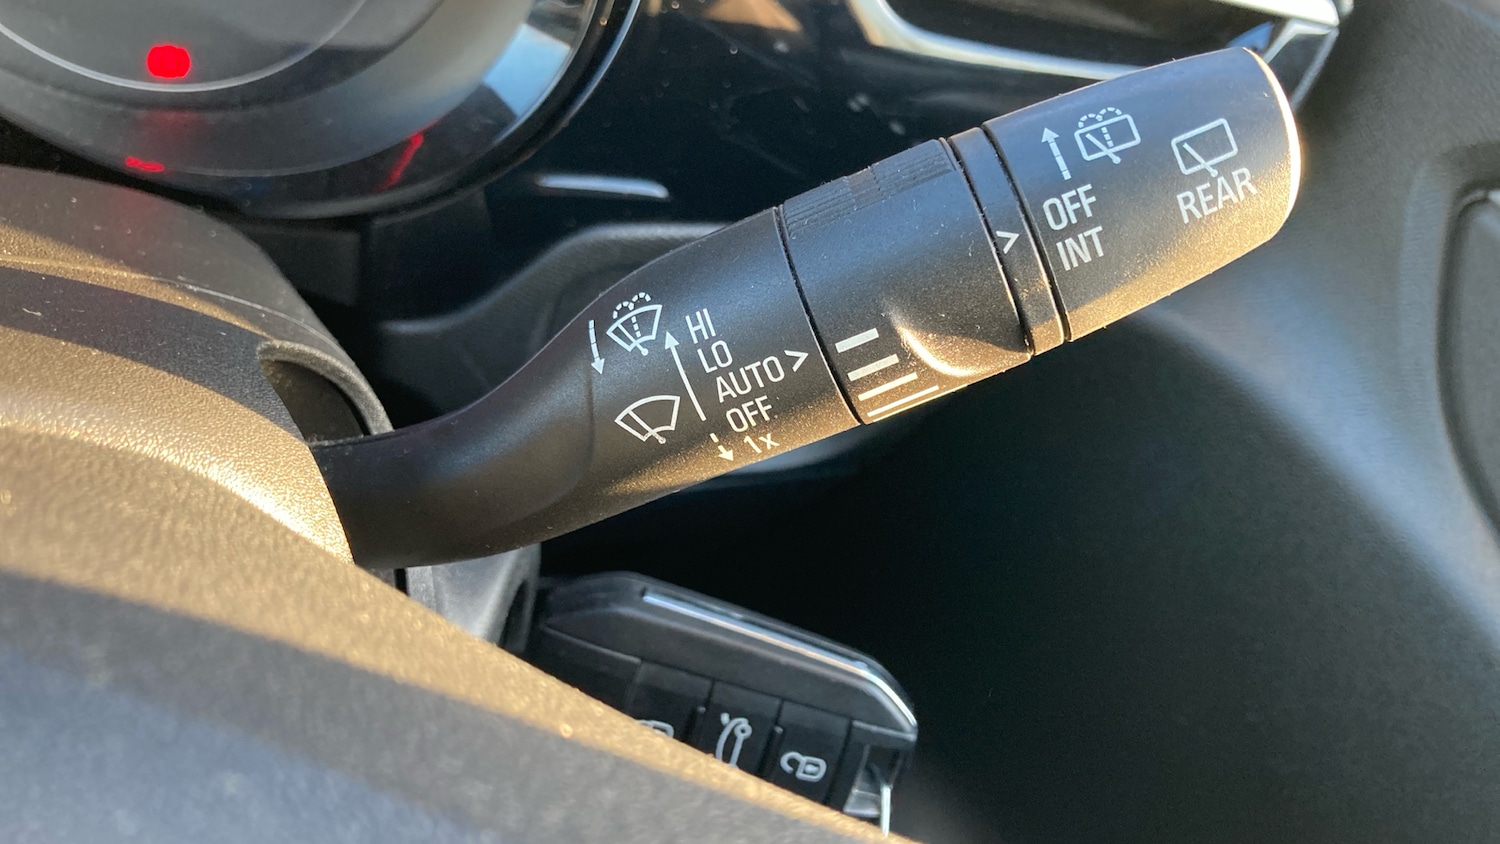 HI
LO
AUTO >
OFF
1x
>
OFF
INT
REAR